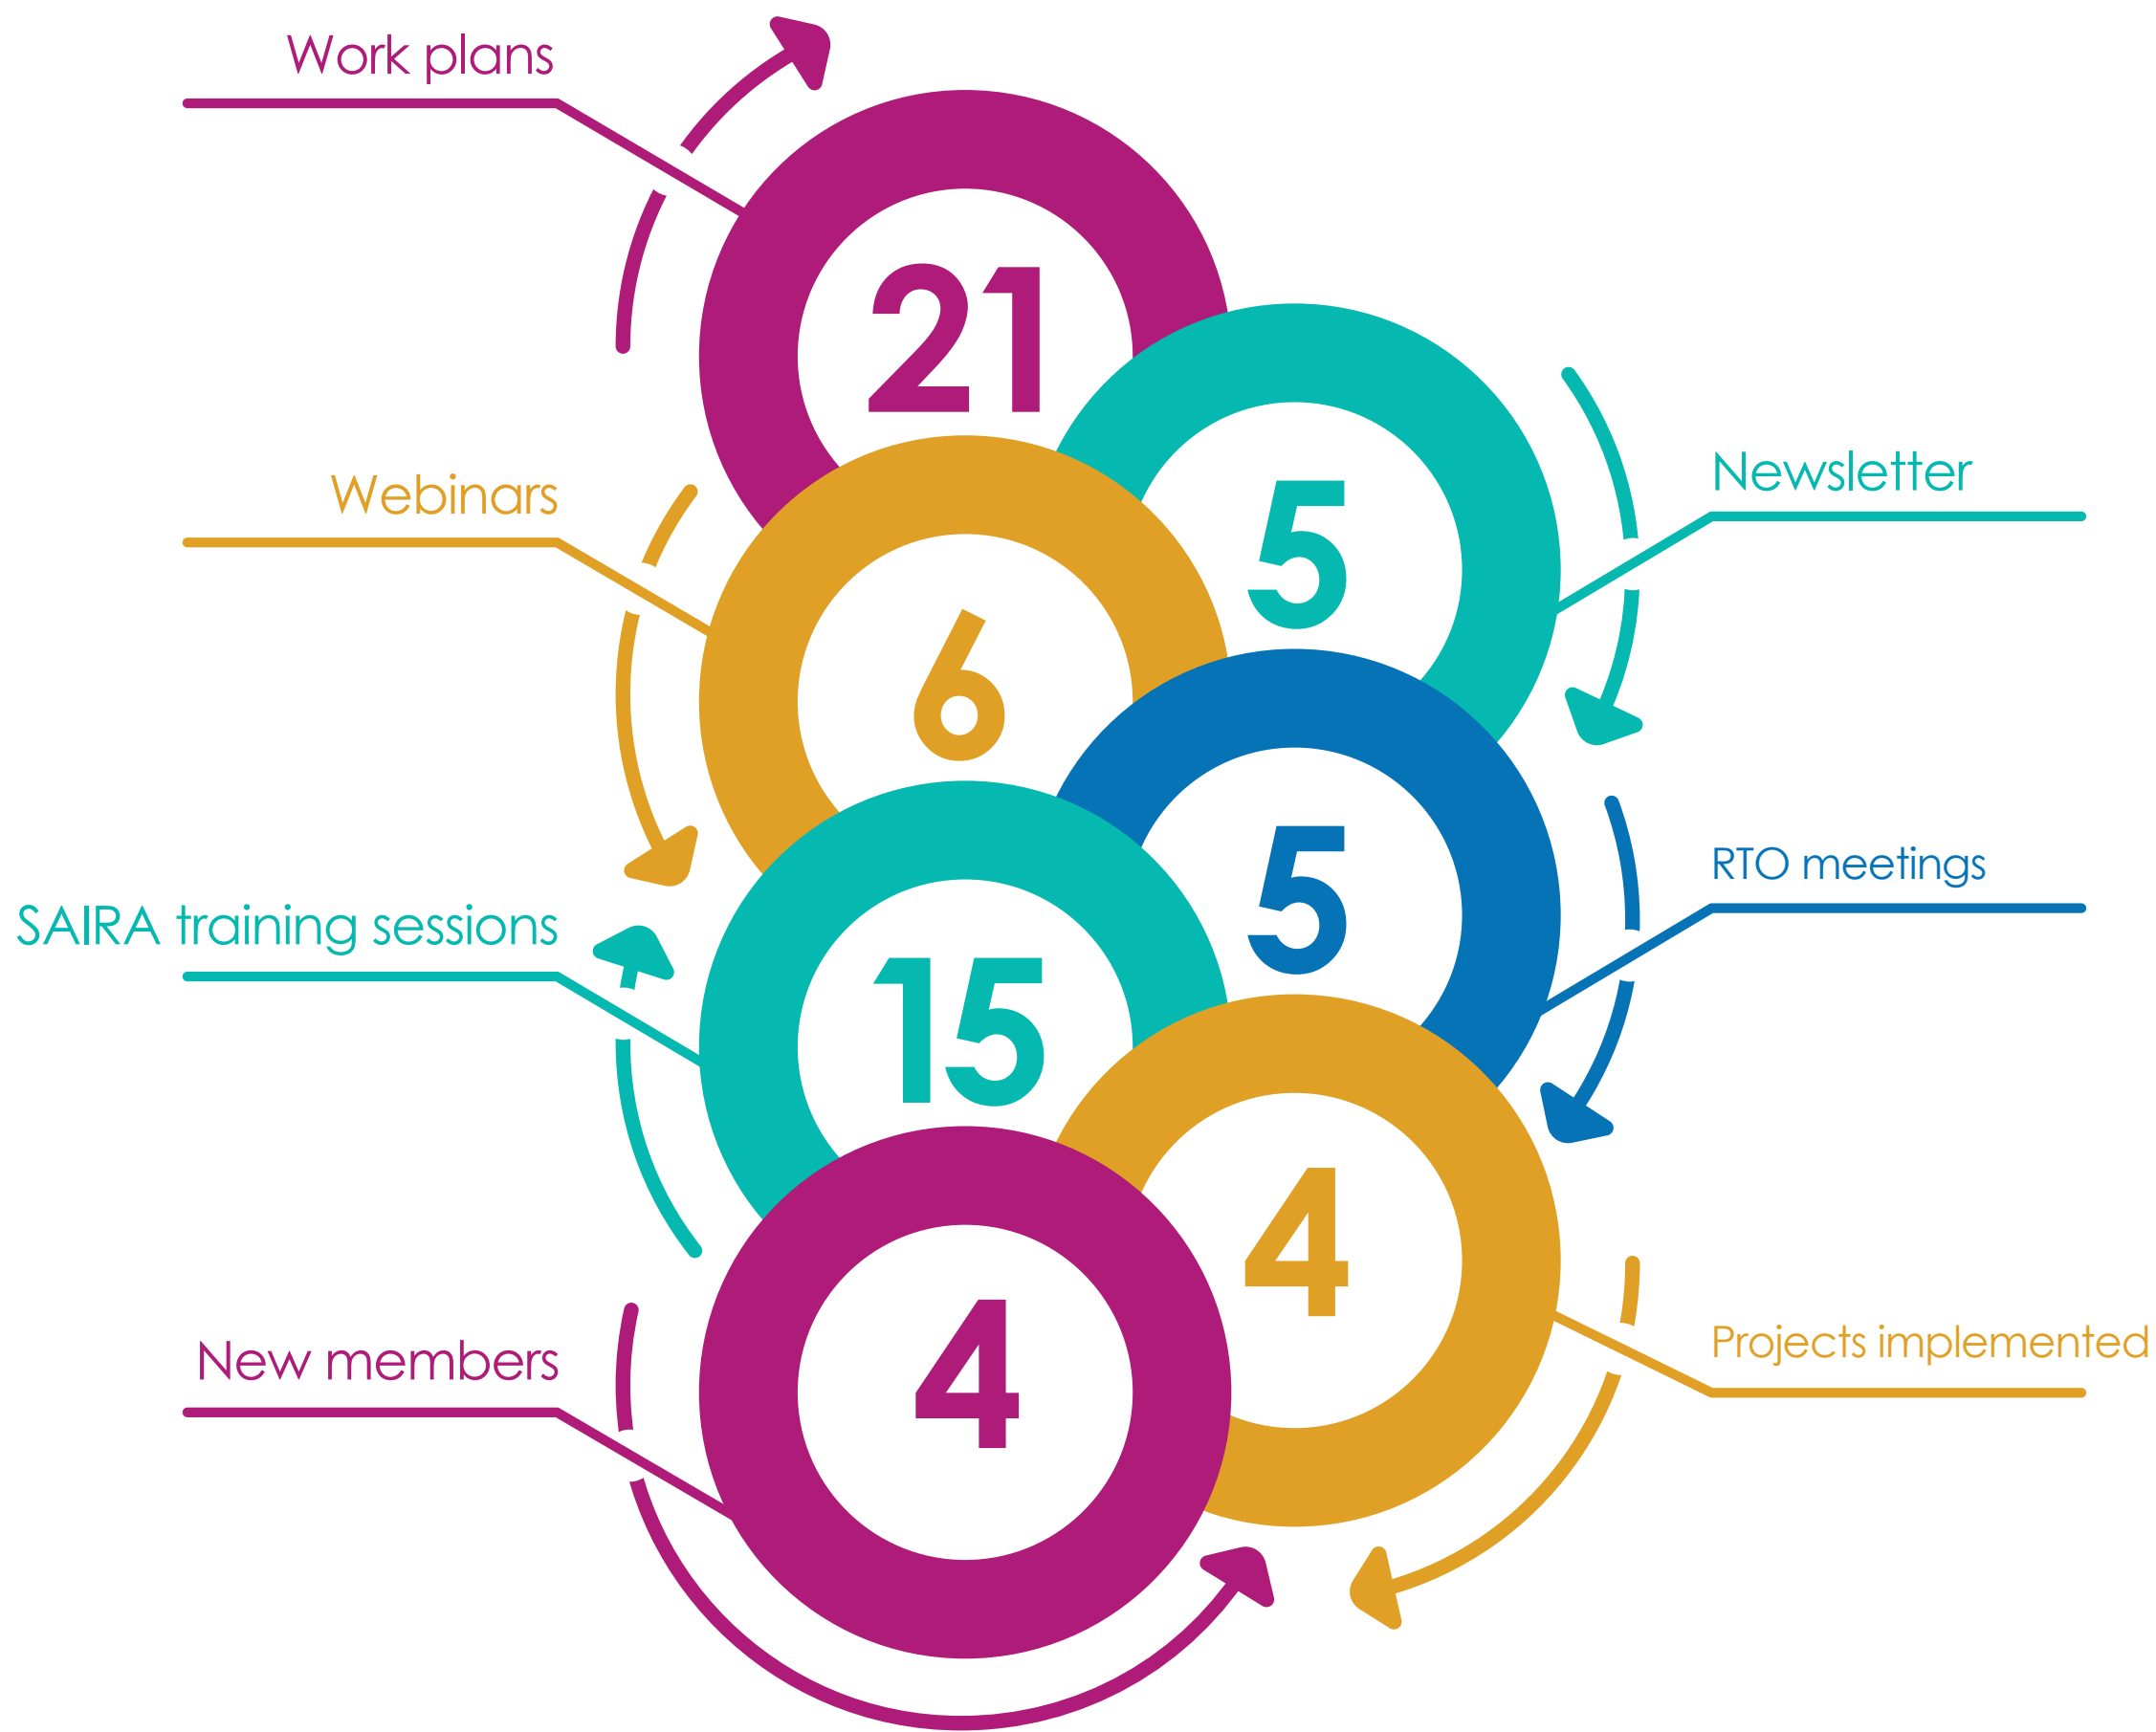 Work plans
21
Newsletter
5
Webinars
6
RTO meetings
5
SAIRA training sessions
15
Projects implemented
4
New members
4